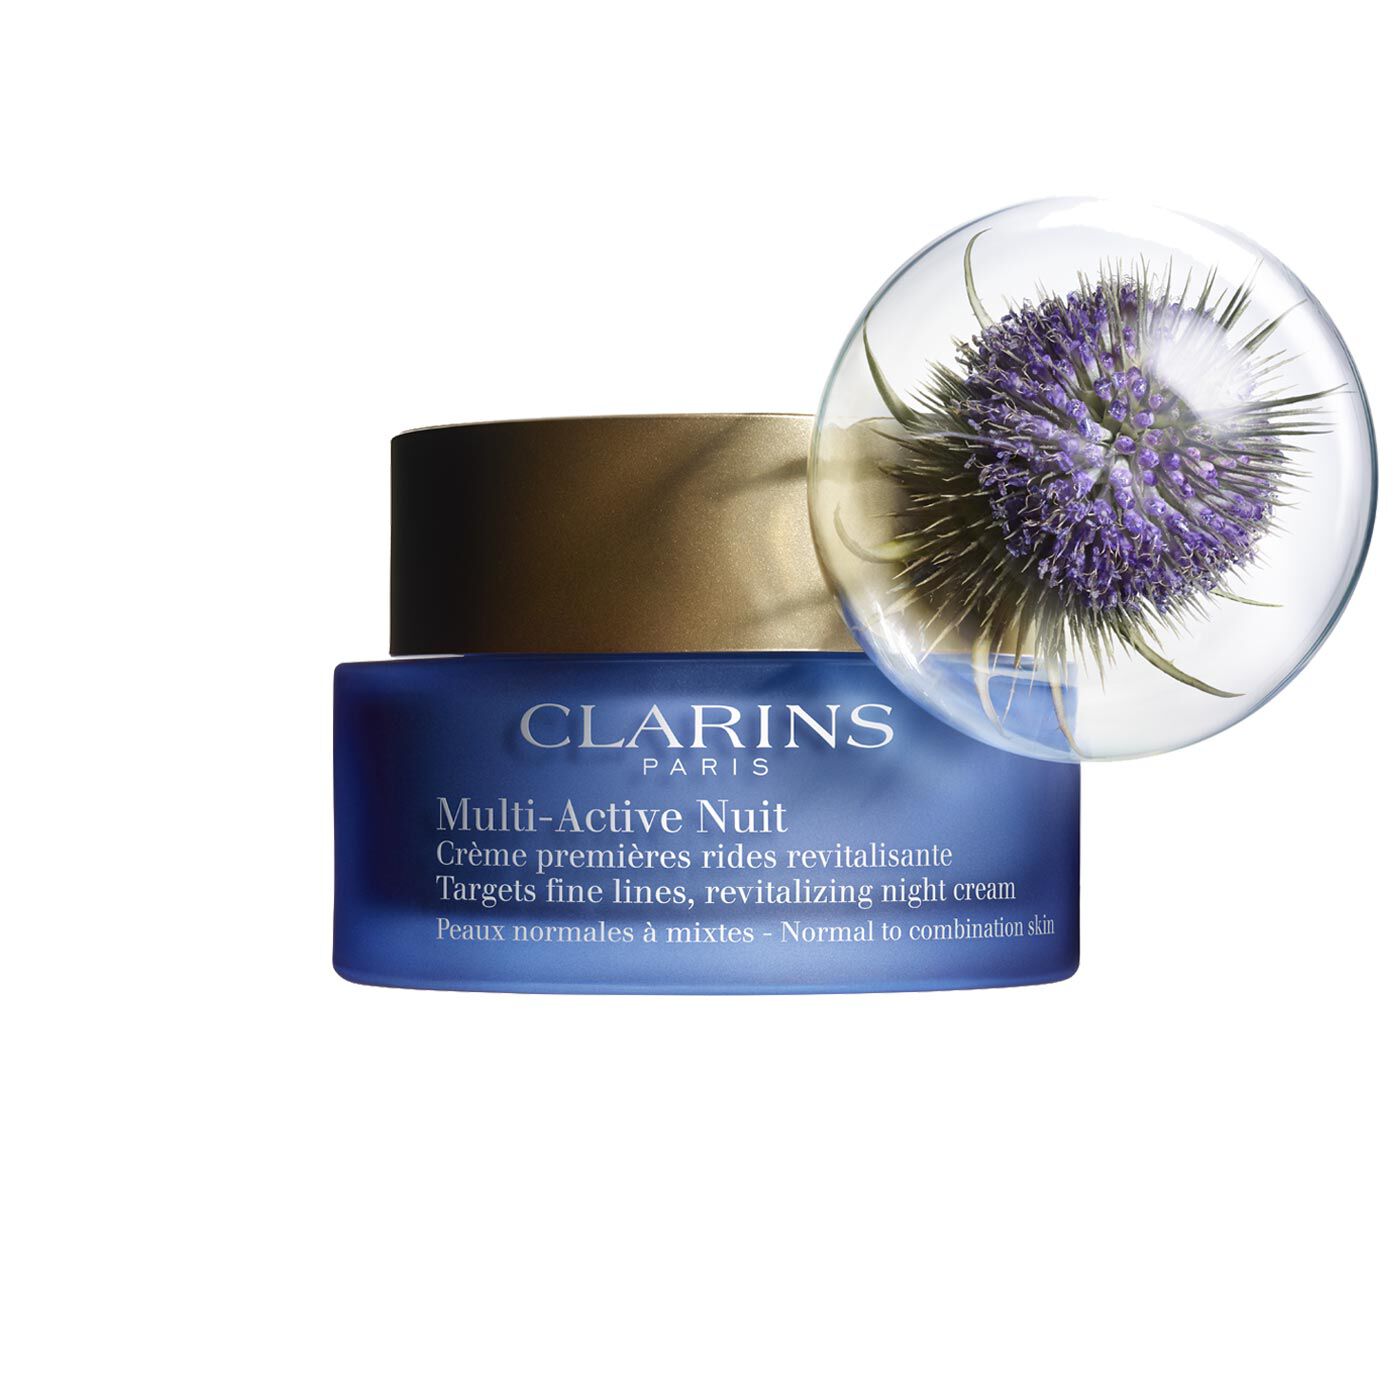 CLARINS
PARIS
Multi-Active Nuit
Crème premières rides revitalisante
Targets fine lines, revitalizing night cream
Peaux normales à mixtes - Normal to combination skin